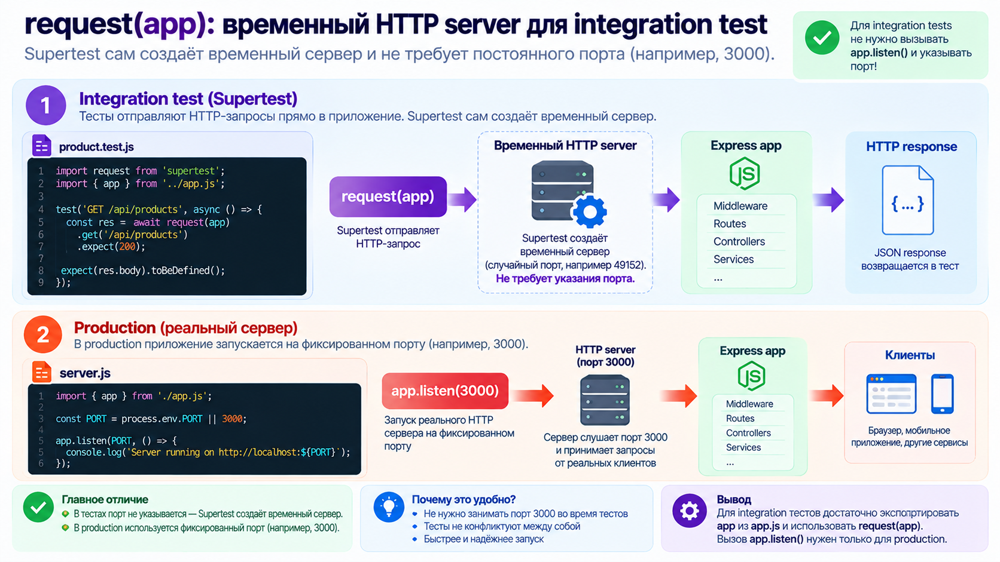 request(app): временный HTTP server для integration test
Supertest сам создаёт временный сервер и не требует постоянного порта (например, 3000).
Для integration tests
не нужно вызывать
app.listen() и указывать
порт!
1
Integration test (Supertest)
Тесты отправляют HTTP-запросы прямо в приложение. Supertest сам создаёт временный сервер.
product.test.js
1 import request from 'supertest';
2 import { app } from '../app.js';
3
4 test('GET /api/products', async () => {
5 const res = await request(app)
6 .get('/api/products')
7 .expect(200);
7
8 expect(res.body).toBeDefined();
9 });
request(app)
Supertest отправляет
HTTP-запрос
Временный HTTP server
Supertest создаёт
временный сервер
(случайный порт, например 49152).
Не требует указания порта.
Express app
JS
Middleware
Routes
Controllers
Services
...
HTTP response
{...}
JSON response
возвращается в тест
2
Production (реальный сервер)
В production приложение запускается на фиксированном порту (например, 3000).
server.js
1 import { app } from './app.js';
2
3 const PORT = process.env.PORT || 3000;
4
5 app.listen(PORT, () => {
5 console.log('Server running on http://localhost:${PORT}`);
6 });
app.listen(3000)
Запуск реального HTTP
сервера на фиксированном
порту
HTTP server
(порт 3000)
Сервер слушает порт 3000
и принимает запросы
от реальных клиентов
Express app
JS
Middleware
Routes
Controllers
Services
...
Клиенты
Браузер, мобильное
приложение, другие сервисы
Главное отличие
В тестах порт не указывается — Supertest создаёт временный сервер.
В production используется фиксированный порт (например, 3000).
Почему это удобно?
• Не нужно занимать порт 3000 во время тестов
• Тесты не конфликтуют между собой
• Быстрее и надёжнее запуск
Вывод
Для integration тестов достаточно экспортировать
app из app.js и использовать request(app).
Вызов app.listen() нужен только для production.